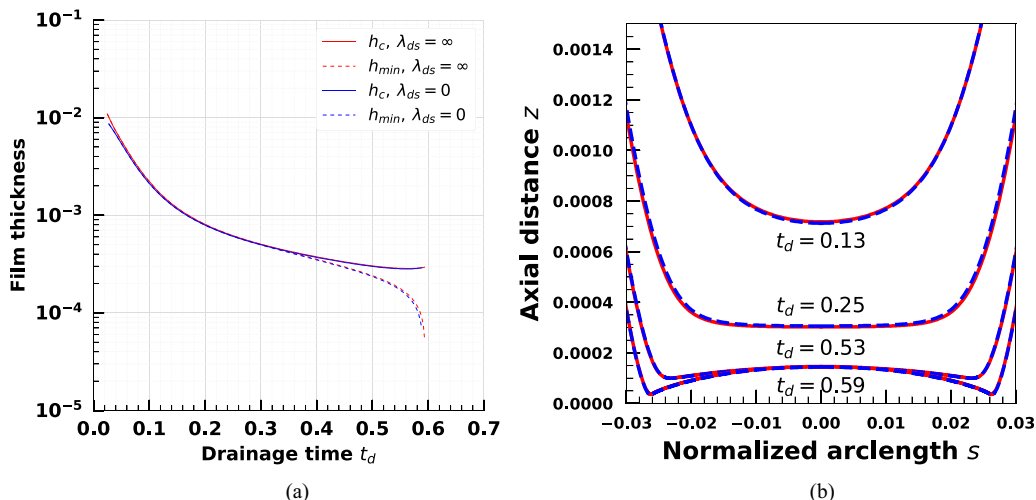 10⁻¹
10⁻²
10⁻³
10⁻⁴
10⁻⁵
Film thickness
h_c, λ_ds = ∞
h_min, λ_ds = ∞
h_c, λ_ds = 0
h_min, λ_ds = 0
0.0 0.1 0.2 0.3 0.4 0.5 0.6 0.7
Drainage time t_d
(a)
0.0014
0.0012
0.0010
0.0008
0.0006
0.0004
0.0002
0.0000
Axial distance z
t_d = 0.13
t_d = 0.25
t_d = 0.53
t_d = 0.59
−0.03 −0.02 −0.01 0.00 0.01 0.02 0.03
Normalized arclength s
(b)